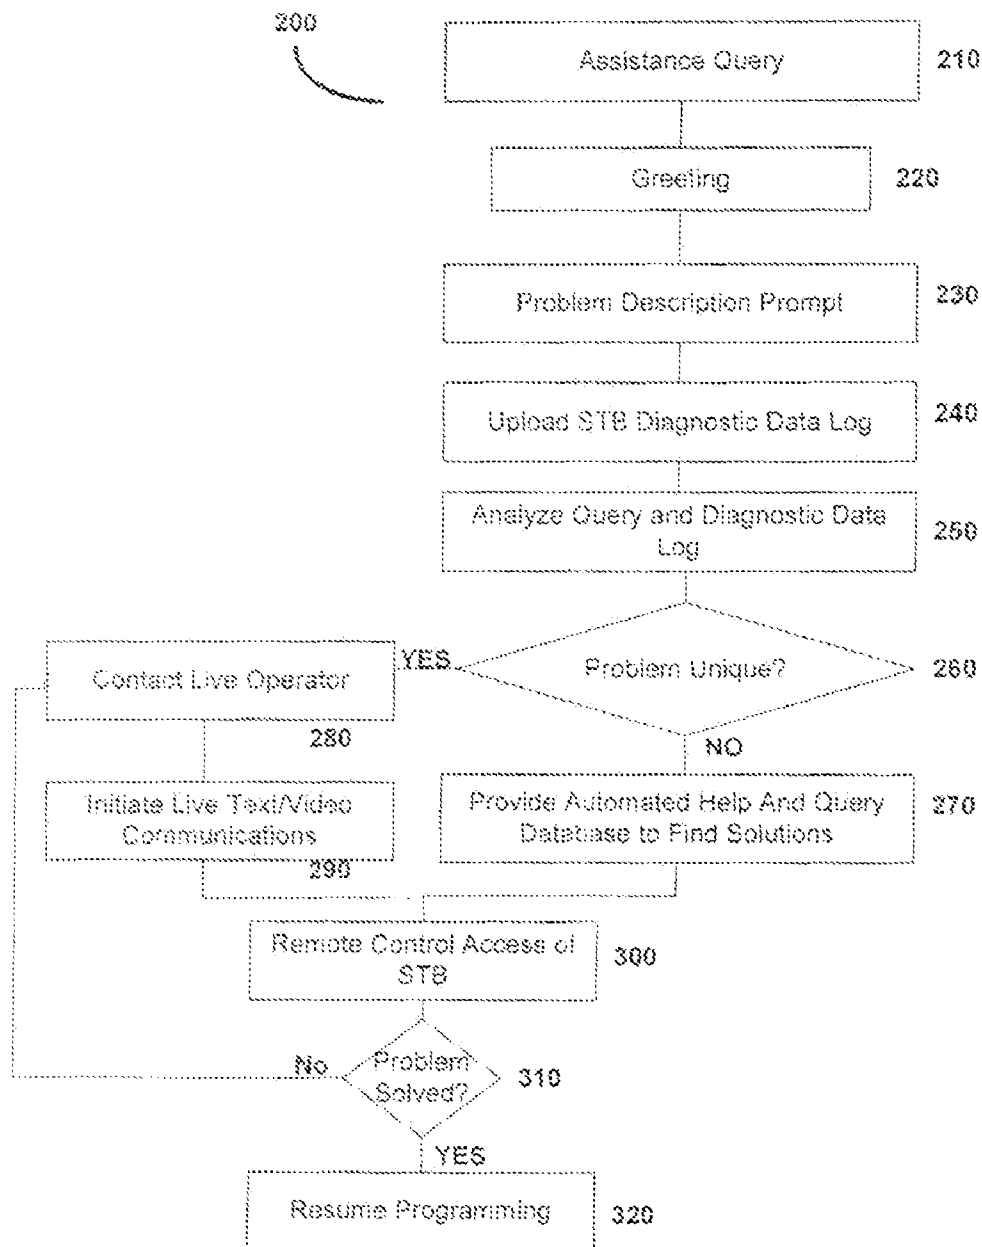 200
Assistance Query
210
Greeting
220
Problem Description Prompt
230
Upload STB Diagnostic Data Log
240
Analyze Query and Diagnostic Data
Log
250
Problem Unique?
260
YES
Contact Live Operator
280
NO
Initiate Live Text/Video
Communications
290
Provide Automated Help And Query
Database to Find Solutions
270
Remote Control Access of
STB
300
No
Problem
Solved?
310
YES
Resume Programming
320